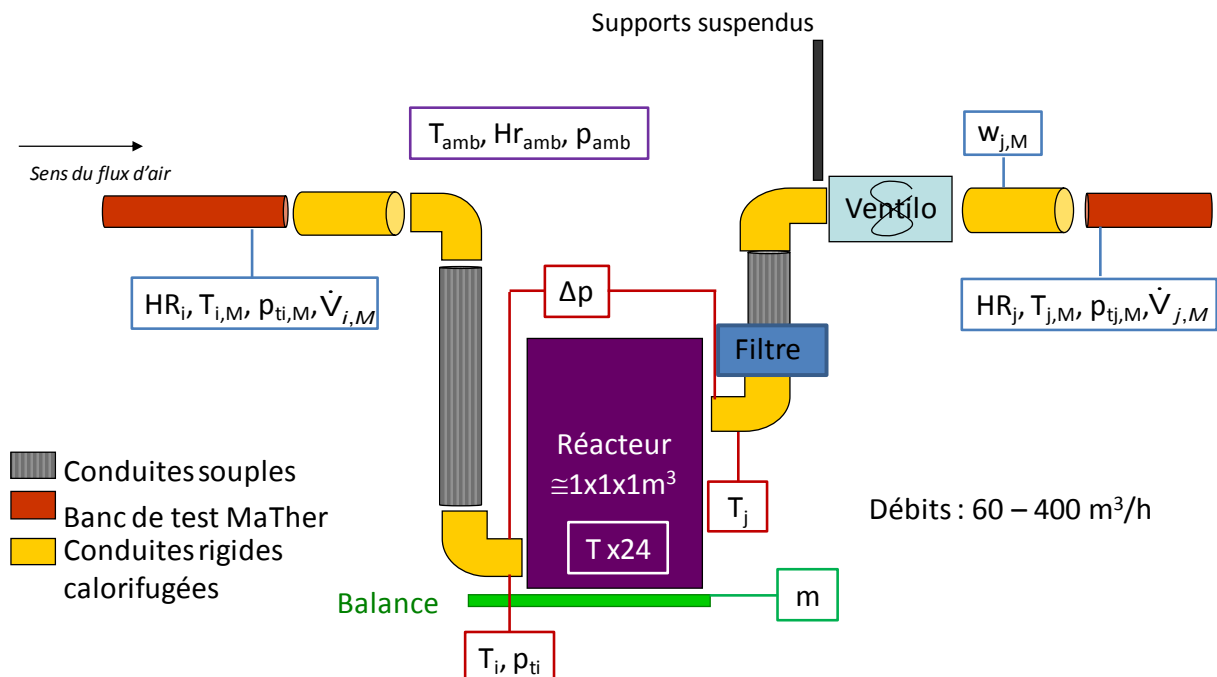 Supports suspendus
T_amb, Hr_amb, p_amb
w_j,M
Sens du flux d’air
Ventilo
HR_i, T_i,M, p_ti,M, V̇_i,M
Δp
HR_j, T_j,M, p_tj,M, V̇_j,M
Filtre
Réacteur
≅1x1x1m³
Conduites souples
Banc de test MaTher
Conduites rigides
calorifugées
T_j
Débits : 60 – 400 m³/h
T x24
Balance
m
T_i, p_ti